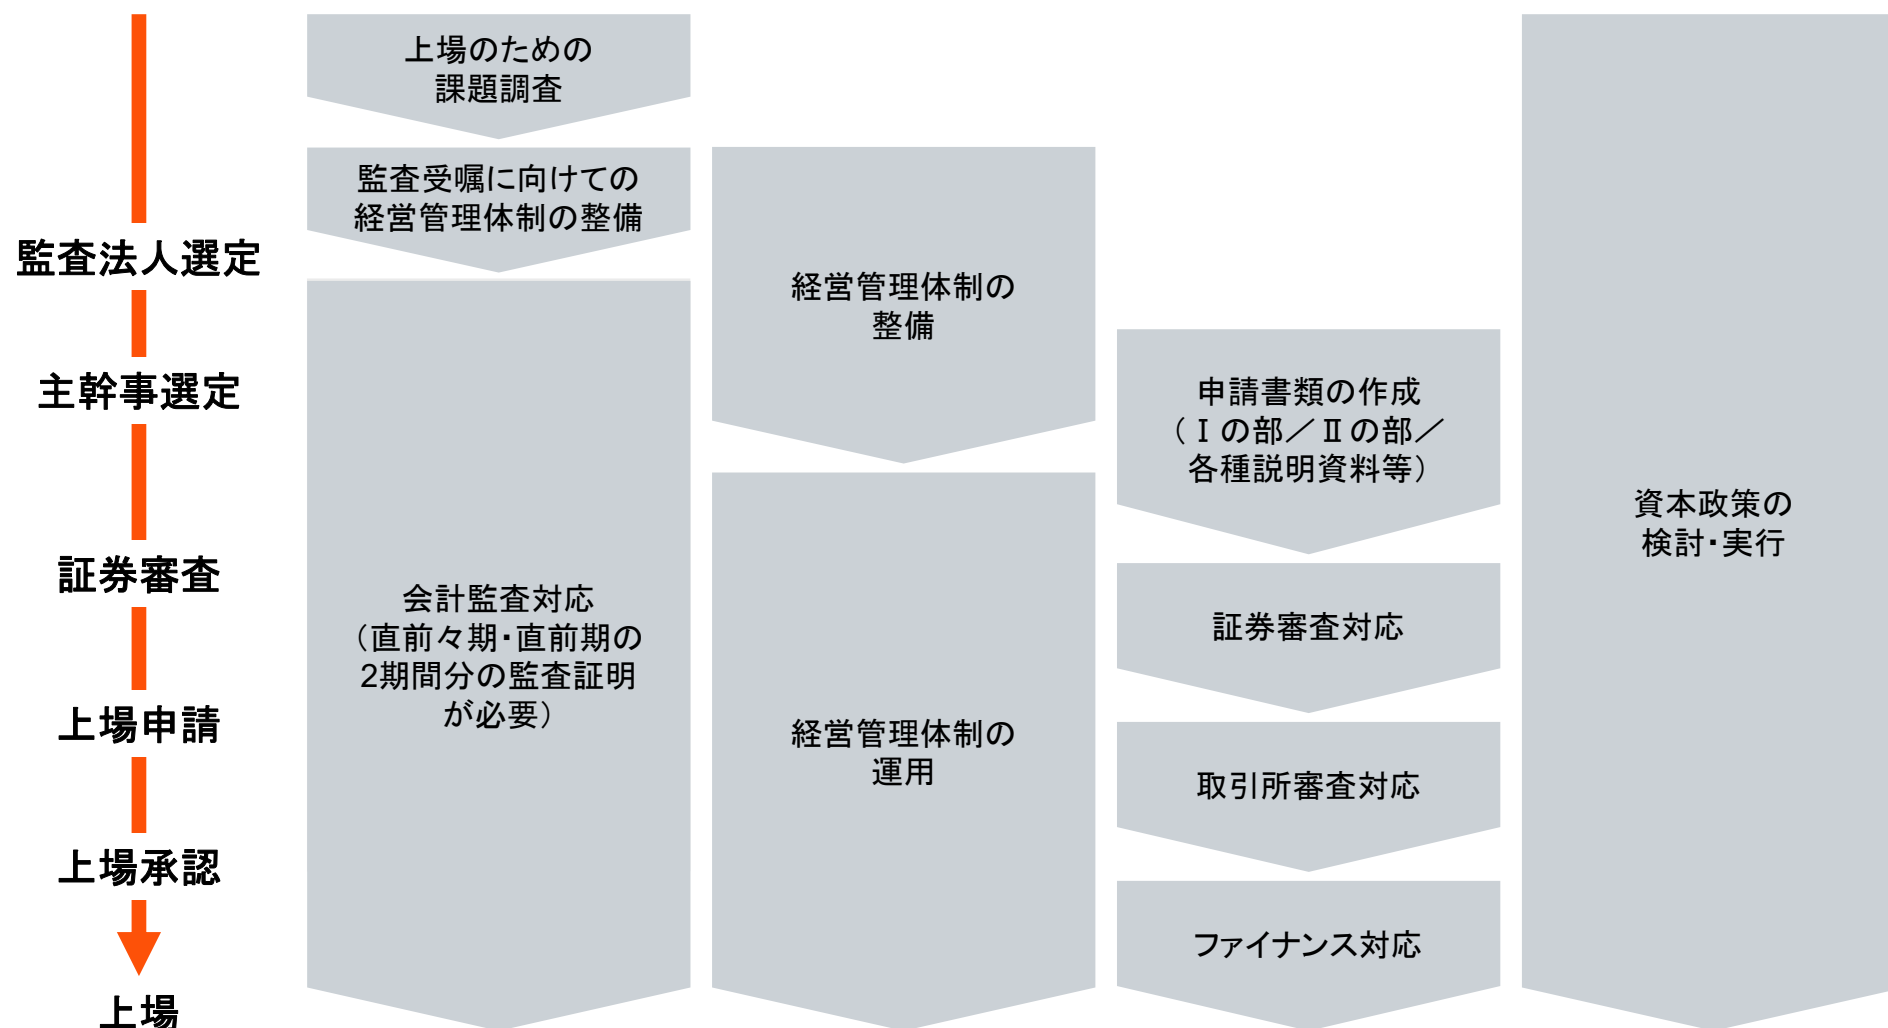 監査法人選定
主幹事選定
証券審査
上場申請
上場承認
上場
上場のための
課題調査
監査受嘱に向けての
経営管理体制の整備
会計監査対応
（直前々期・直前期の
2期間分の監査証明
が必要）
経営管理体制の
整備
経営管理体制の
運用
申請書類の作成
（Ⅰの部／Ⅱの部／
各種説明資料等）
証券審査対応
取引所審査対応
ファイナンス対応
資本政策の
検討・実行